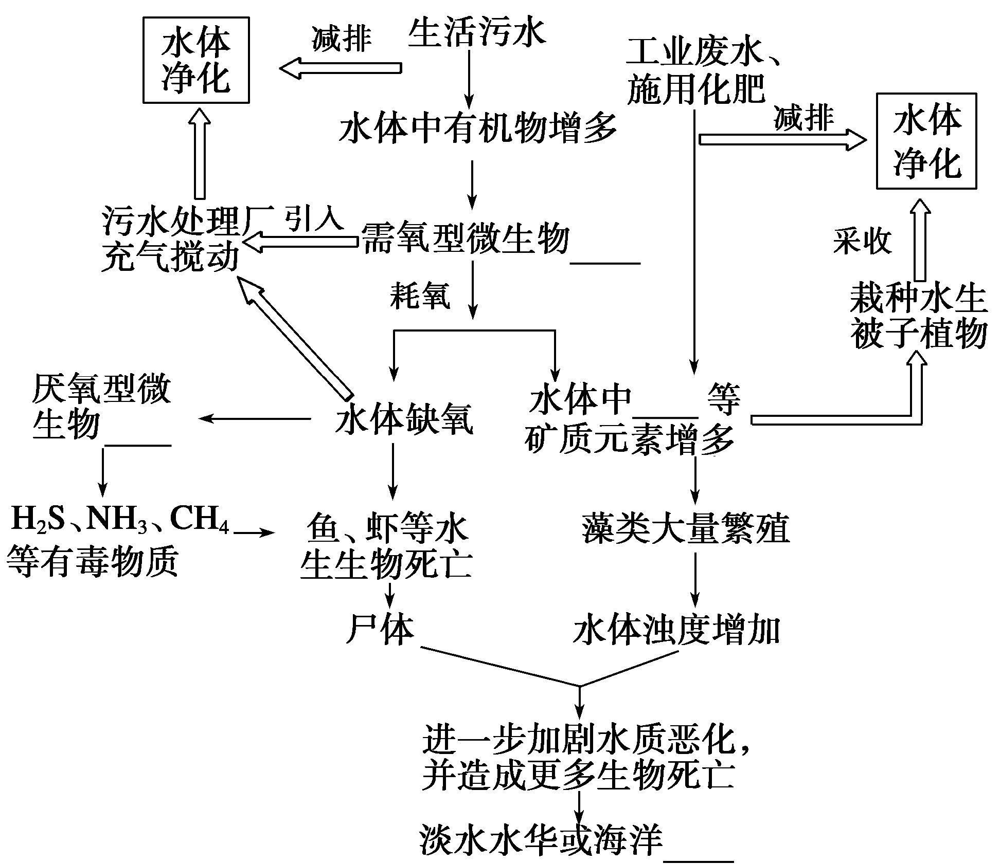 水体
净化
减排
生活污水
工业废水、
施用化肥
减排
水体
净化
水体中有机物增多
污水处理厂
充气搅动
引入
需氧型微生物
采收
耗氧
栽种水生
被子植物
厌氧型微
生物
水体缺氧
水体中 等
矿质元素增多
H₂S、NH₃、CH₄
等有毒物质
鱼、虾等水
生生物死亡
藻类大量繁殖
尸体
水体浊度增加
进一步加剧水质恶化，
并造成更多生物死亡
淡水水华或海洋